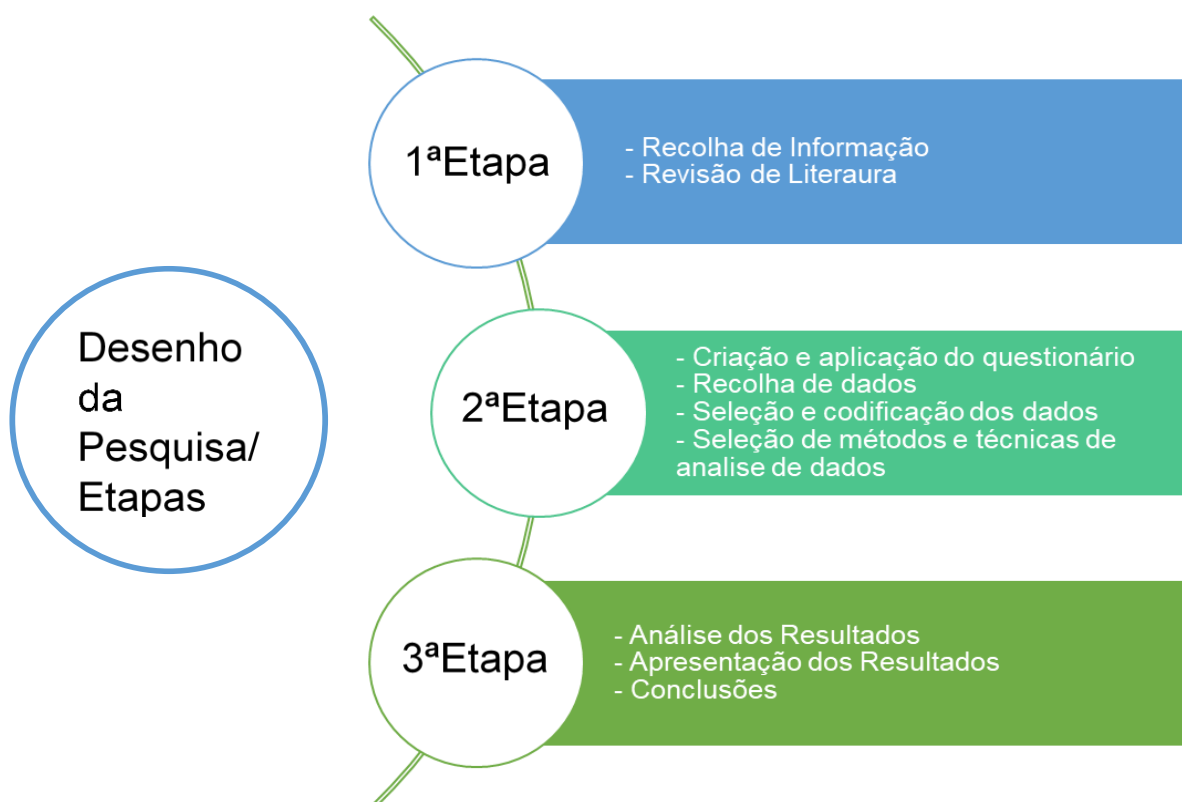 Desenho
da
Pesquisa/
Etapas
1ªEtapa
- Recolha de Informação
- Revisão de Literaura
2ªEtapa
- Criação e aplicação do questionário
- Recolha de dados
- Seleção e codificação dos dados
- Seleção de métodos e técnicas de
analise de dados
3ªEtapa
- Análise dos Resultados
- Apresentação dos Resultados
- Conclusões